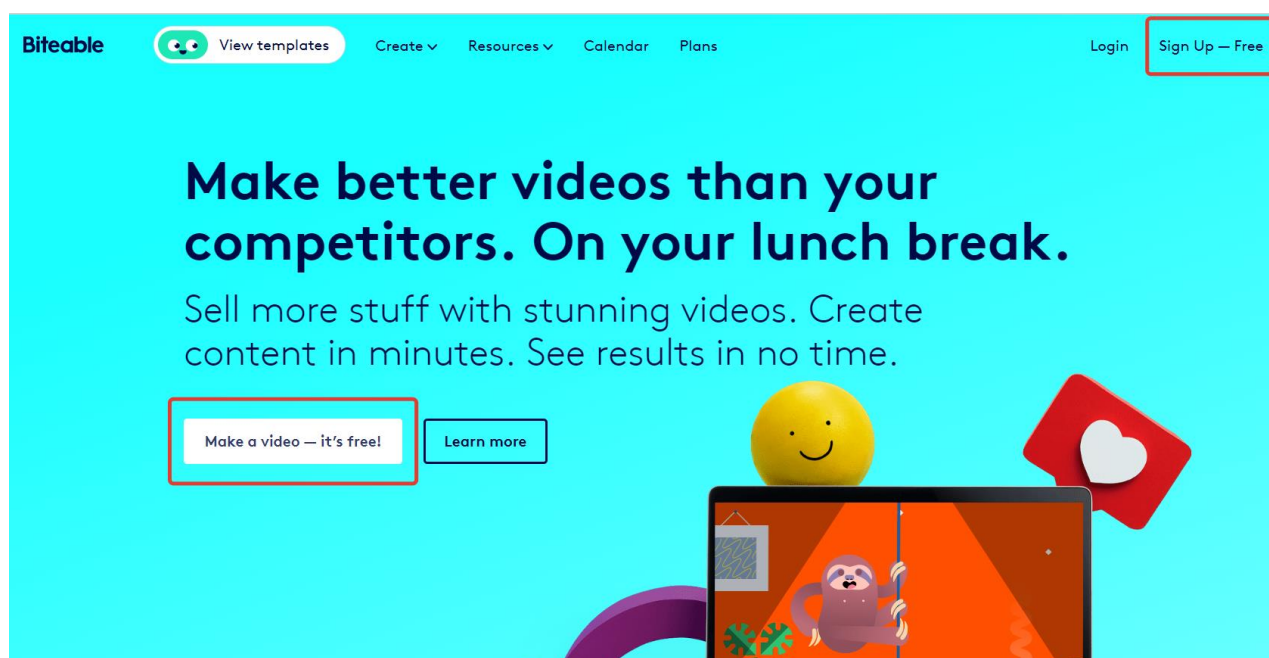 Biteable
View templates
Create
Resources
Calendar
Plans
Login
Sign Up — Free
Make better videos than your
competitors. On your lunch break.
Sell more stuff with stunning videos. Create
content in minutes. See results in no time.
Make a video — it's free!
Learn more